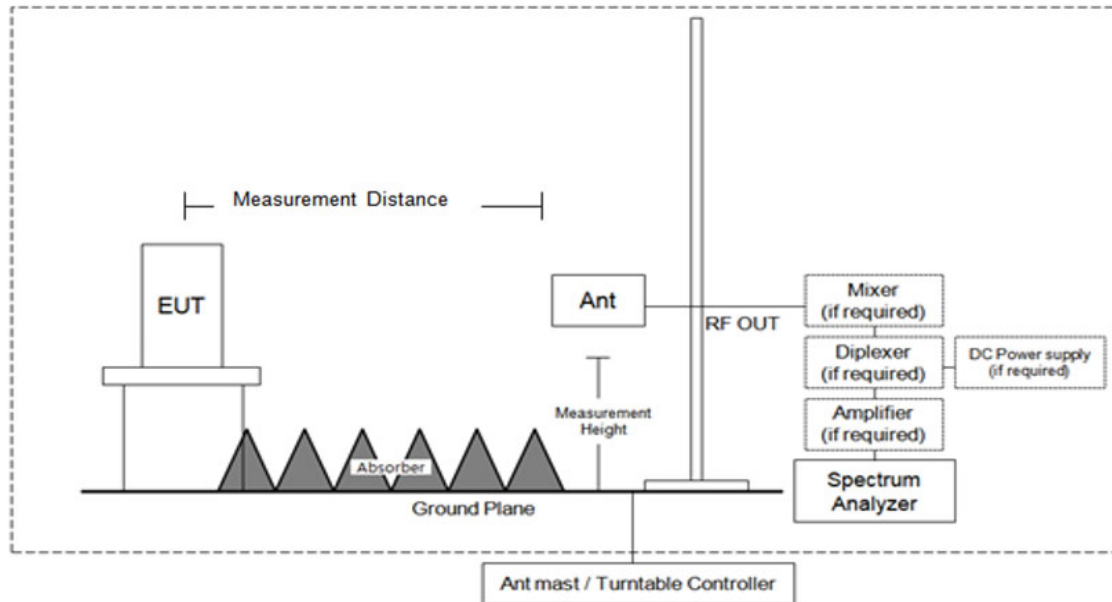 Measurement Distance
EUT
Ant
RF OUT
Mixer
(if required)
Diplexer
(if required)
DC Power supply
(if required)
Measurement
Height
Amplifier
(if required)
Absorber
Spectrum
Analyzer
Ground Plane
Ant mast / Turntable Controller